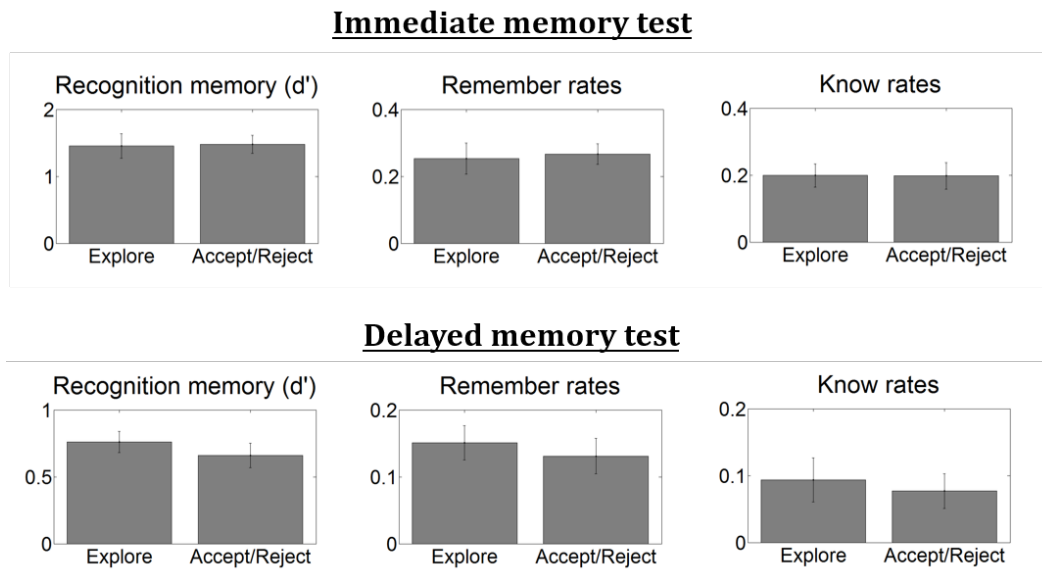 Immediate memory test
Recognition memory (d')
2
1
0
Explore
Accept/Reject
Remember rates
0.4
0.2
0
Explore
Accept/Reject
Know rates
0.4
0.2
0
Explore
Accept/Reject
Delayed memory test
Recognition memory (d')
1
0.5
0
Explore
Accept/Reject
Remember rates
0.2
0.1
0
Explore
Accept/Reject
Know rates
0.2
0.1
0
Explore
Accept/Reject